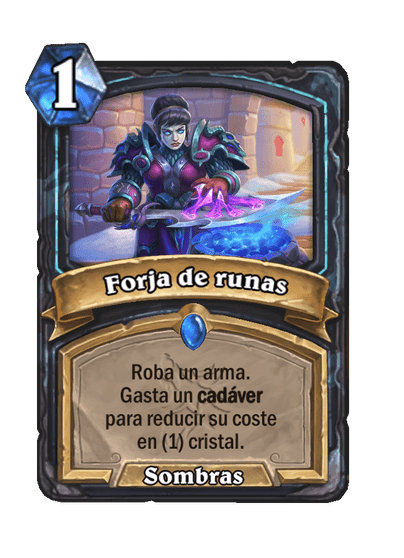 1
Forja de runas
Roba un arma.
Gasta un cadáver
para reducir su coste
en (1) cristal.
Sombras